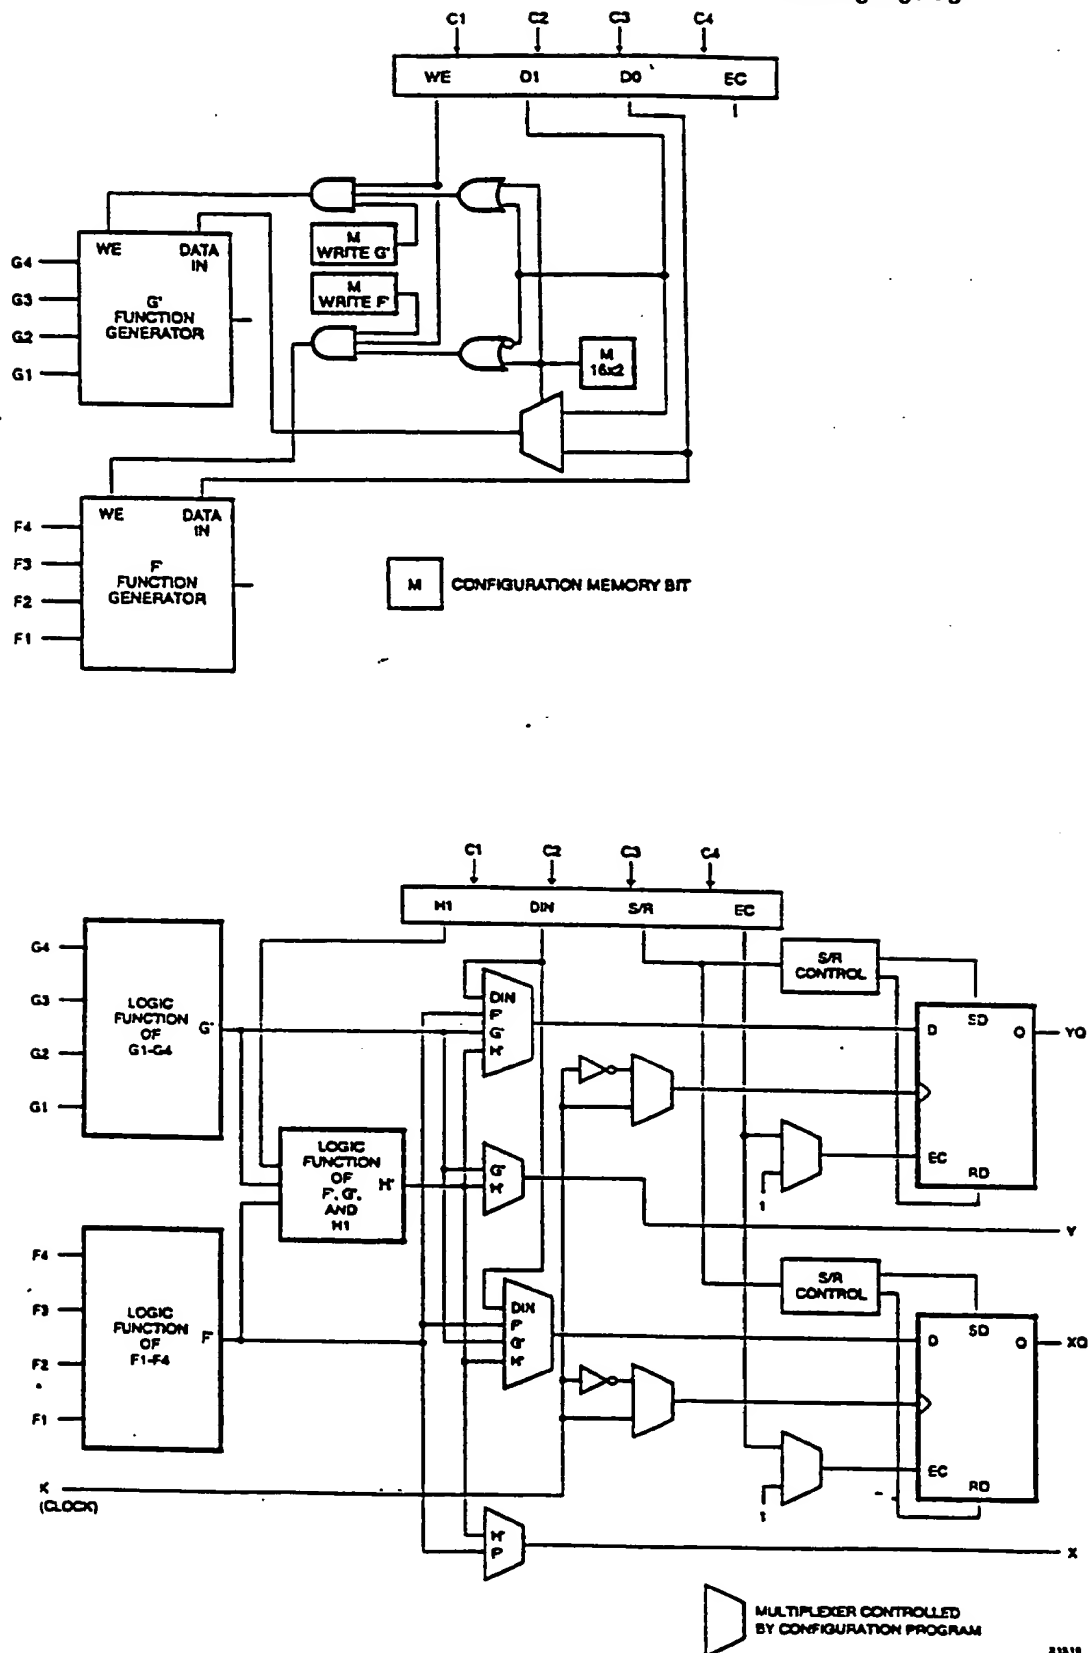 C1 C2 C3 C4
WE D1 D0 EC
M
WRITE G'
M
WRITE F'
M
16x2
WE DATA
IN
G4
G3
G2
G1
G'
FUNCTION
GENERATOR
WE DATA
IN
F4
F3
F2
F1
F'
FUNCTION
GENERATOR
M CONFIGURATION MEMORY BIT
C1 C2 C3 C4
H1 DIN S/R EC
G4
G3
G2
G1
LOGIC
FUNCTION
OF
G1-G4
G'
DIN
F'
G'
H'
S/R
CONTROL
D SD Q
EC
RD
YQ
1
LOGIC
FUNCTION
OF
F', G',
AND
H1
H'
G'
H'
Y
F4
F3
F2
F1
LOGIC
FUNCTION
OF
F1-F4
F'
DIN
F'
G'
H'
S/R
CONTROL
D SD Q
EC
RD
XQ
1
K
(CLOCK)
H'
F'
X
MULTIPLEXER CONTROLLED
BY CONFIGURATION PROGRAM